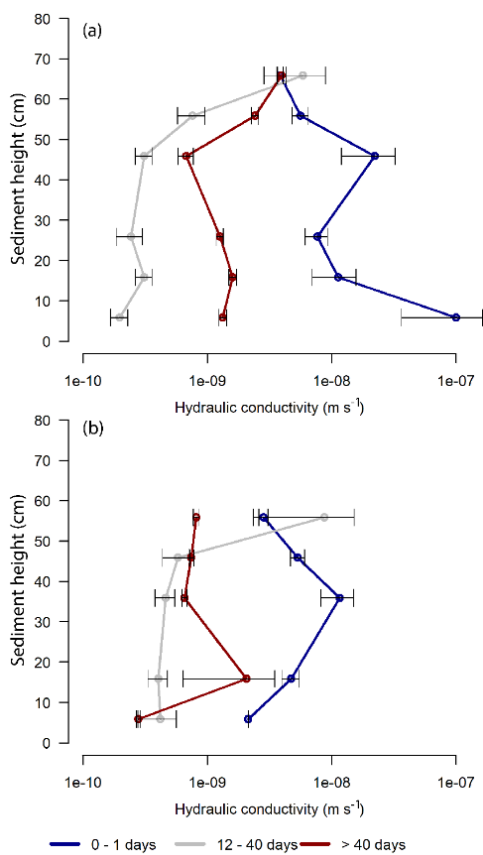 (a)
80
70
60
50
40
30
20
10
0
Sediment height (cm)
1e-10 1e-09 1e-08 1e-07
Hydraulic conductivity (m s⁻¹)
(b)
80
70
60
50
40
30
20
10
0
Sediment height (cm)
1e-10 1e-09 1e-08 1e-07
Hydraulic conductivity (m s⁻¹)
0 - 1 days 12 - 40 days > 40 days